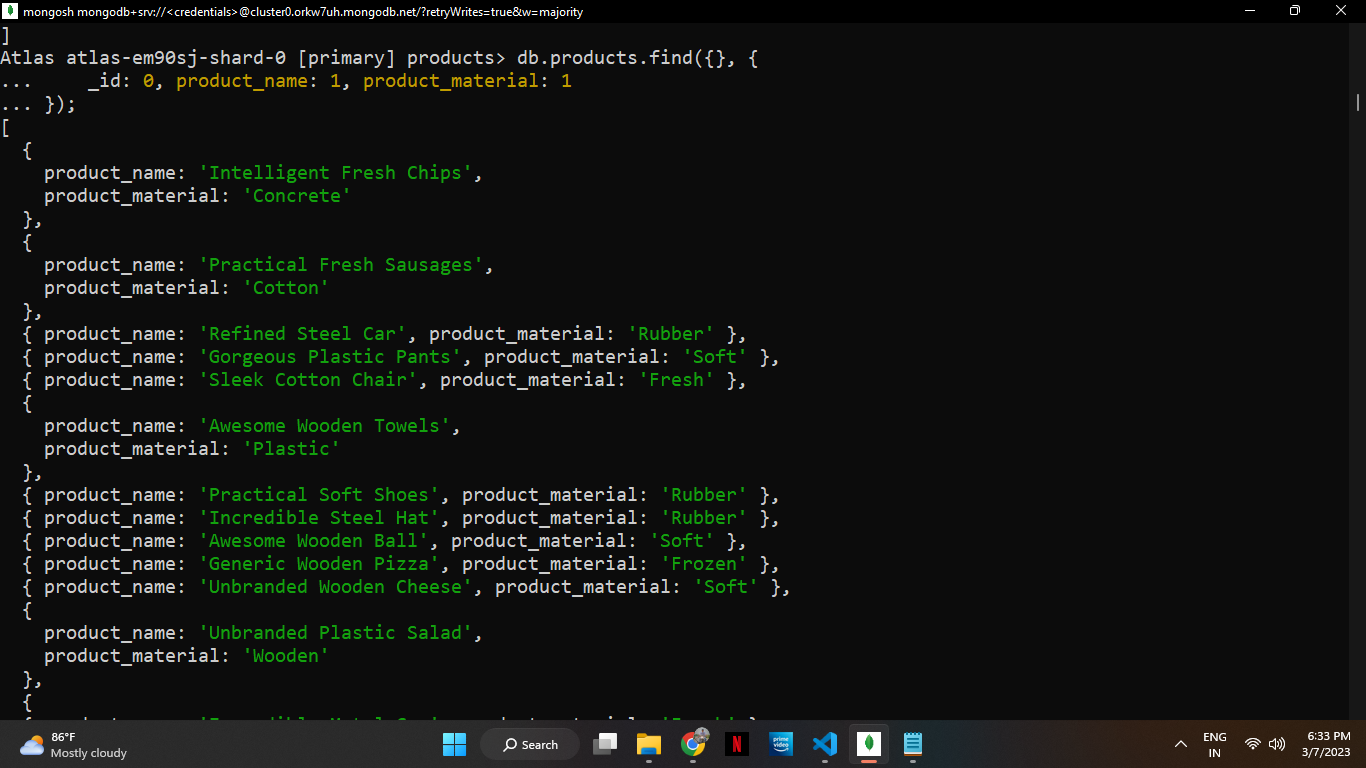 mongosh mongodb+srv://<credentials>@cluster0.orkw7uh.mongodb.net/?retryWrites=true&w=majority
]
Atlas atlas-em90sj-shard-0 [primary] products> db.products.find({}, {
...     _id: 0, product_name: 1, product_material: 1
... });
[
  {
    product_name: 'Intelligent Fresh Chips',
    product_material: 'Concrete'
  },
  {
    product_name: 'Practical Fresh Sausages',
    product_material: 'Cotton'
  },
  { product_name: 'Refined Steel Car', product_material: 'Rubber' },
  { product_name: 'Gorgeous Plastic Pants', product_material: 'Soft' },
  { product_name: 'Sleek Cotton Chair', product_material: 'Fresh' },
  {
    product_name: 'Awesome Wooden Towels',
    product_material: 'Plastic'
  },
  { product_name: 'Practical Soft Shoes', product_material: 'Rubber' },
  { product_name: 'Incredible Steel Hat', product_material: 'Rubber' },
  { product_name: 'Awesome Wooden Ball', product_material: 'Soft' },
  { product_name: 'Generic Wooden Pizza', product_material: 'Frozen' },
  { product_name: 'Unbranded Wooden Cheese', product_material: 'Soft' },
  {
    product_name: 'Unbranded Plastic Salad',
    product_material: 'Wooden'
  },
  {
86°F
Mostly cloudy
Search
N
prime video
ENG
IN
6:33 PM
3/7/2023